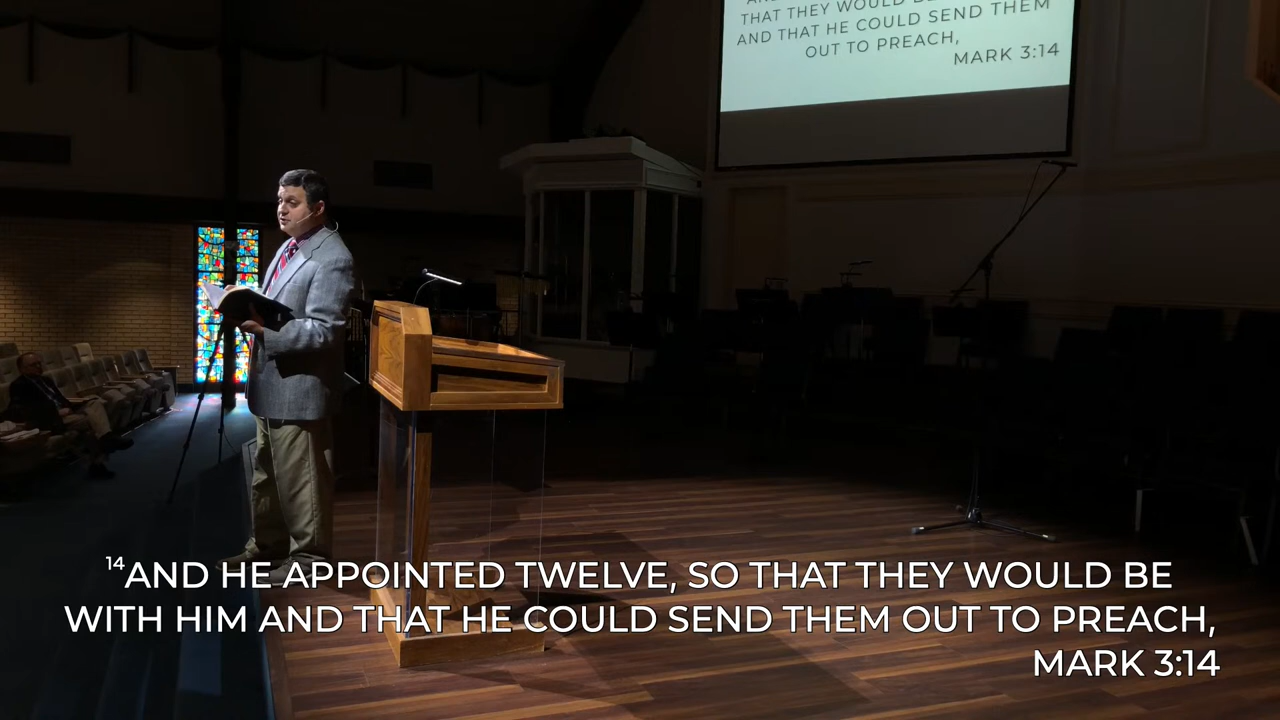 THAT THEY WOULD
AND THAT HE COULD SEND THEM
OUT TO PREACH,
MARK 3:14
14AND HE APPOINTED TWELVE, SO THAT THEY WOULD BE
WITH HIM AND THAT HE COULD SEND THEM OUT TO PREACH,
MARK 3:14